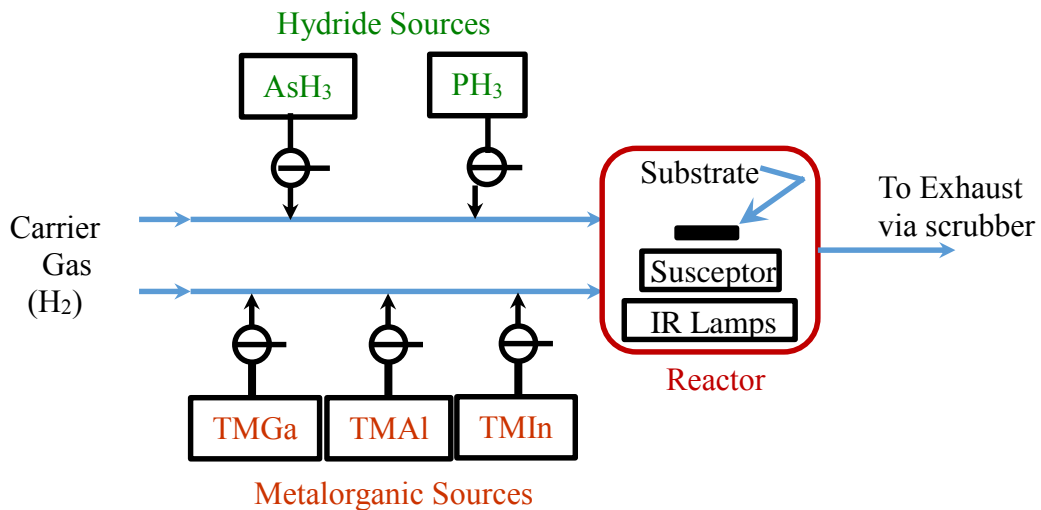 Hydride Sources
AsH₃
PH₃
Substrate
To Exhaust
via scrubber
Carrier
Gas
(H₂)
Susceptor
IR Lamps
Reactor
TMGa
TMAl
TMIn
Metalorganic Sources